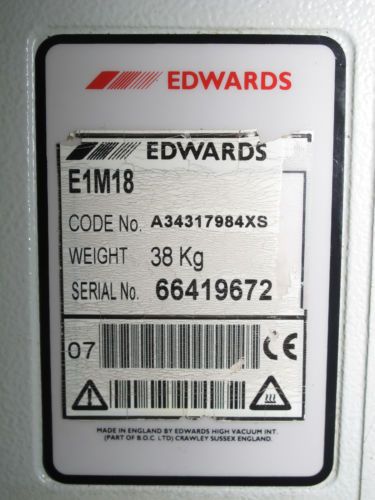 EDWARDS
EDWARDS
E1M18
CODE No. A34317984XS
WEIGHT 38 Kg
SERIAL No. 66419672
07 CE
MADE IN ENGLAND BY EDWARDS HIGH VACUUM INT.
(PART OF B.O.C. LTD) CRAWLEY SUSSEX ENGLAND.